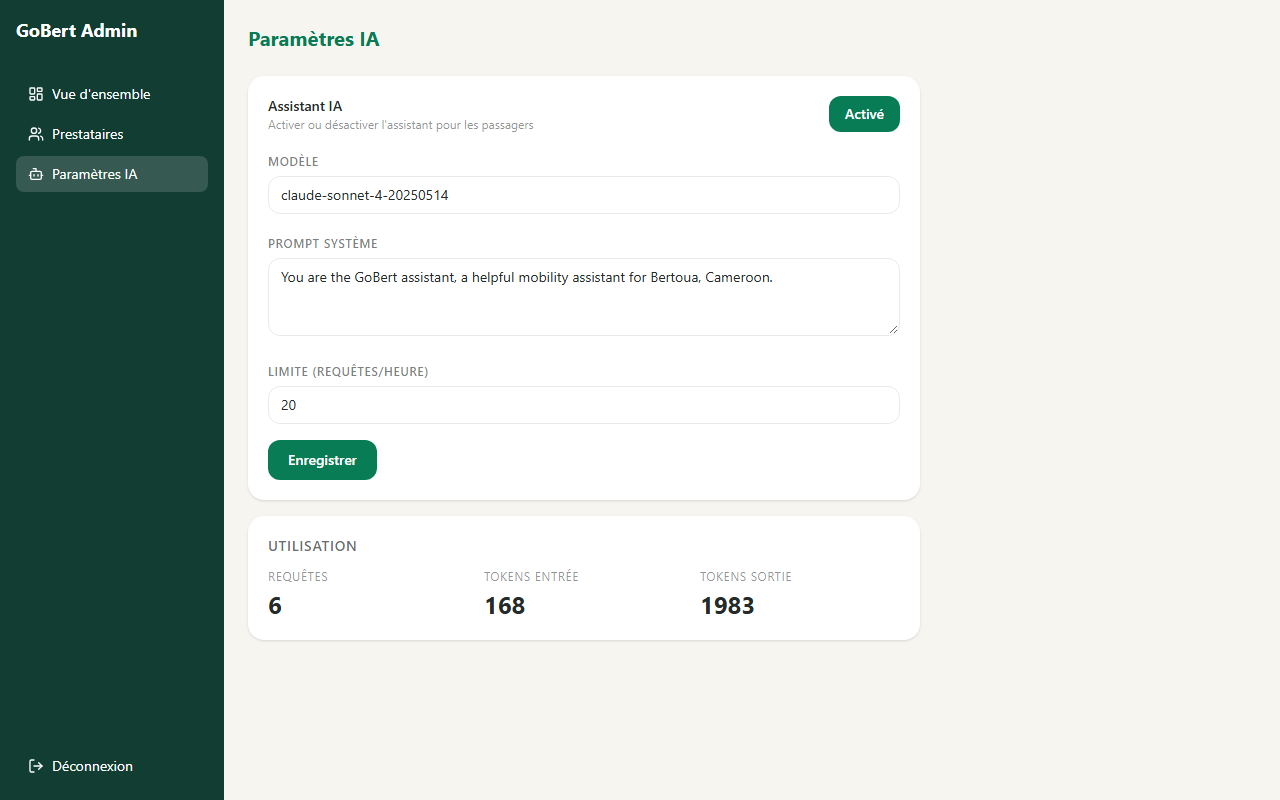 GoBert Admin
Vue d'ensemble
Prestataires
Paramètres IA
Déconnexion
Paramètres IA
Assistant IA
Activer ou désactiver l'assistant pour les passagers
Activé
MODÈLE
claude-sonnet-4-20250514
PROMPT SYSTÈME
You are the GoBert assistant, a helpful mobility assistant for Bertoua, Cameroon.
LIMITE (REQUÊTES/HEURE)
20
Enregistrer
UTILISATION
REQUÊTES
6
TOKENS ENTRÉE
168
TOKENS SORTIE
1983